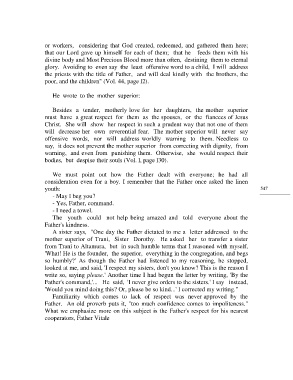 or workers, considering that God created, redeemed, and gathered them here;
that our Lord gave up himself for each of them; that he feeds them with his
divine body and Most Precious Blood more than often, destining them to eternal
glory. Avoiding to even say the least offensive word to a child, I will address
the priests with the title of Father, and will deal kindly with the brothers, the
poor, and the children" (Vol. 44, page 12).
He wrote to the mother superior:
Besides a tender, motherly love for her daughters, the mother superior
must have a great respect for them as the spouses, or the fiancees of Jesus
Christ. She will show her respect in such a prudent way that not one of them
will decrease her own reverential fear. The mother superior will never say
offensive words, nor will address worldly warning to them. Needless to
say, it does not prevent the mother superior from correcting with dignity, from
warning, and even from punishing them. Otherwise, she would respect their
bodies, but despise their souls (Vol. 1, page 130).
We must point out how the Father dealt with everyone; he had all
consideration even for a boy. I remember that the Father once asked the linen
youth:
- May I beg you?
- Yes, Father, command.
- I need a towel.
The youth could not help being amazed and told everyone about the
Father's kindness.
A sister says, "One day the Father dictated to me a letter addressed to the
mother superior of Trani, Sister Dorothy. He asked her to transfer a sister
from Trani to Altamura, but in such humble terms that I reasoned with myself,
'What! He is the founder, the superior, everything in the congregation, and begs
so humbly?' As though the Father had listened to my reasoning, he stopped,
looked at me, and said, 'I respect my sisters, don't you know? This is the reason I
write so, saying please.' Another time I had begun the letter by writing, 'By the
Father's command.'... He said, 'I never give orders to the sisters.' I say instead,
'Would you mind doing this? Or, please be so kind...' I corrected my writing."
Familiarity which comes to lack of respect was never approved by the
Father. An old proverb puts it, "too much confidence comes to impoliteness."
What we emphasize more on this subject is the Father's respect for his nearest
cooperators, Father Vitale
547